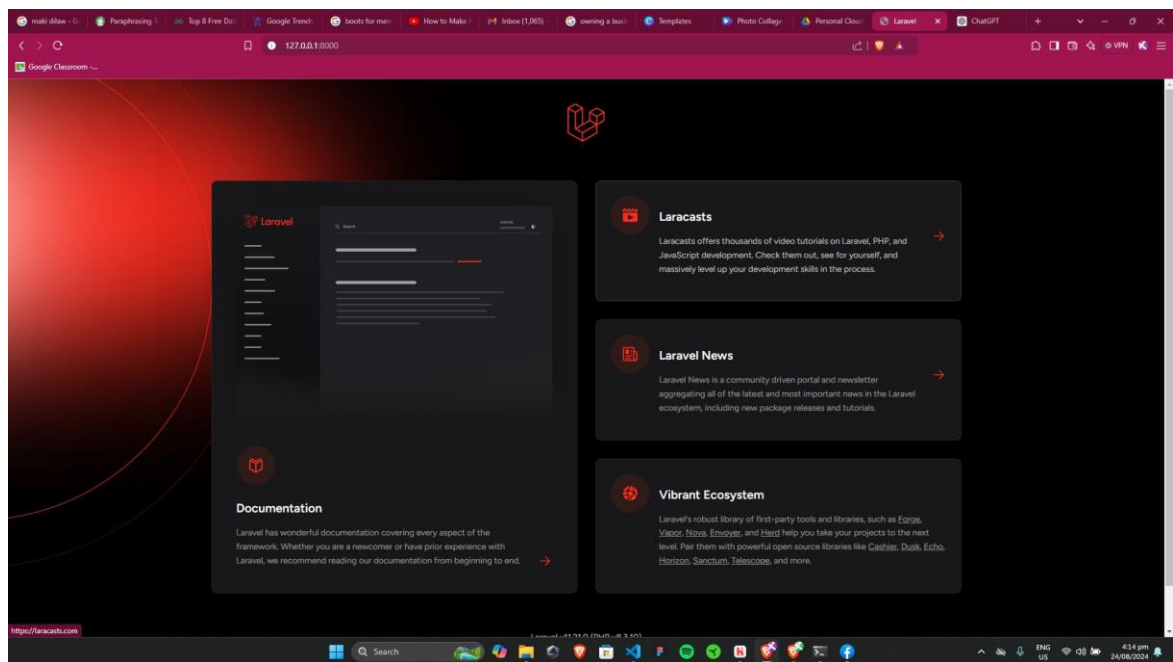 maki dilaw - G
Paraphrasing T
Top 8 Free Dat
Google Trends
boots for men
How to Make
Inbox (1,065) -
owning a busin
Templates
Photo Collage
Personal Cloud
Laravel
ChatGPT
127.0.0.1:8000
VPN
Google Classroom -...
Laravel
Search
Documentation
Laravel has wonderful documentation covering every aspect of the
framework. Whether you are a newcomer or have prior experience with
Laravel, we recommend reading our documentation from beginning to end.
Laracasts
Laracasts offers thousands of video tutorials on Laravel, PHP, and
JavaScript development. Check them out, see for yourself, and
massively level up your development skills in the process.
Laravel News
Laravel News is a community driven portal and newsletter
aggregating all of the latest and most important news in the Laravel
ecosystem, including new package releases and tutorials.
Vibrant Ecosystem
Laravel's robust library of first-party tools and libraries, such as Forge,
Vapor, Nova, Envoyer, and Herd help you take your projects to the next
level. Pair them with powerful open source libraries like Cashier, Dusk, Echo,
Horizon, Sanctum, Telescope, and more.
https://laracasts.com
Search
ENG
US
4:14 pm
24/08/2024